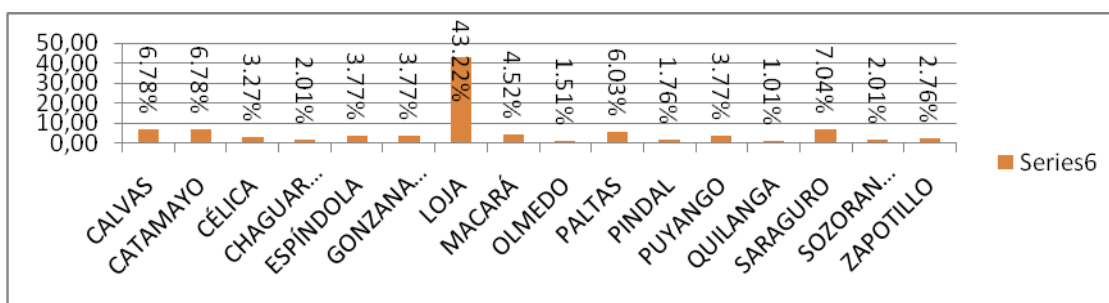 50,00
40,00
30,00
20,00
10,00
0,00
6.78%
6.78%
3.27%
2.01%
3.77%
3.77%
43.22%
4.52%
1.51%
6.03%
1.76%
3.77%
1.01%
7.04%
2.01%
2.76%
CALVAS
CATAMAYO
CÉLICA
CHAGUAR...
ESPÍNDOLA
GONZANA...
LOJA
MACARÁ
OLMEDO
PALTAS
PINDAL
PUYANGO
QUILANGA
SARAGURO
SOZORAN...
ZAPOTILLO
Series6